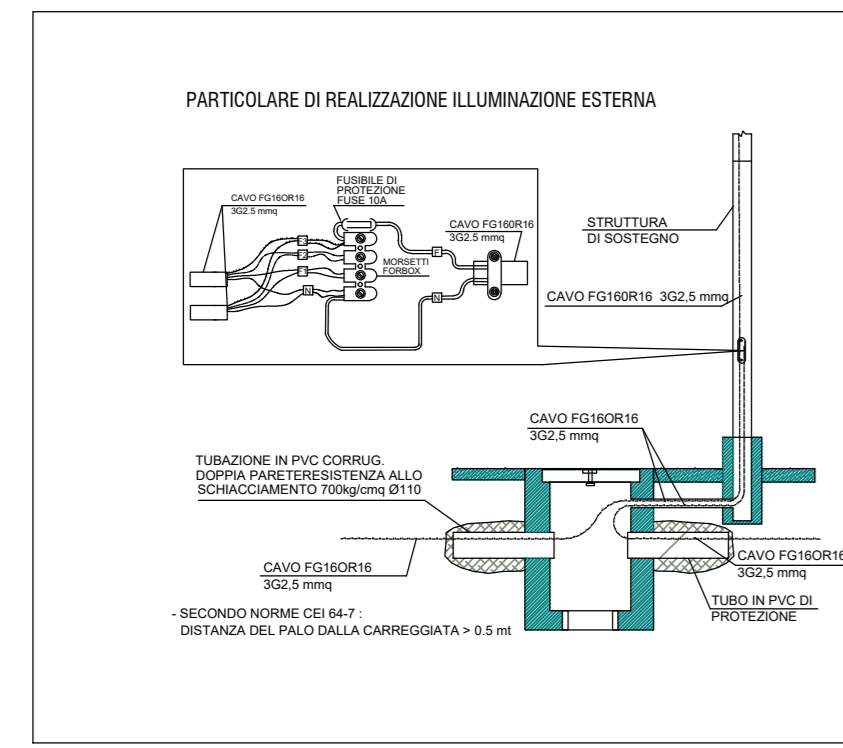 PARTICOLARE DI REALIZZAZIONE ILLUMINAZIONE ESTERNA
CAVO FG16OR16
3G2.5 mmq
FUSIBILE DI
PROTEZIONE
FUSE 10A
CAVO FG160R16
3G2.5 mmq
F3
F2
F1
N
MORSETTI
FORBOX
F
N
STRUTTURA
DI SOSTEGNO
CAVO FG160R16 3G2,5 mmq
CAVO FG16OR16
3G2,5 mmq
TUBAZIONE IN PVC CORRUG.
DOPPIA PARETERESISTENZA ALLO
SCHIACCIAMENTO 700kg/cmq Ø110
CAVO FG16OR16
3G2,5 mmq
CAVO FG16OR16
3G2,5 mmq
TUBO IN PVC DI
PROTEZIONE
- SECONDO NORME CEI 64-7 :
DISTANZA DEL PALO DALLA CARREGGIATA > 0.5 mt